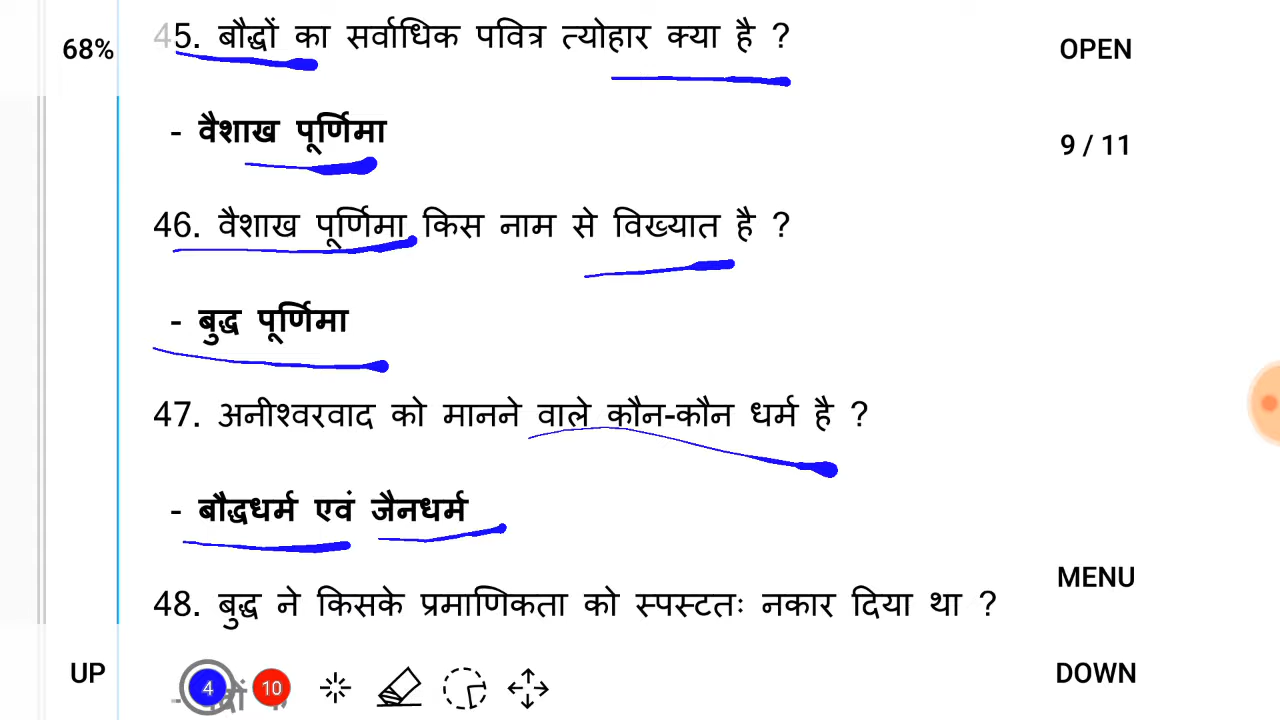 68%
45. बौद्धों का सर्वाधिक पवित्र त्योहार क्या है ?
OPEN
- वैशाख पूर्णिमा
9 / 11
46. वैशाख पूर्णिमा किस नाम से विख्यात है ?
- बुद्ध पूर्णिमा
47. अनीश्वरवाद को मानने वाले कौन-कौन धर्म है ?
- बौद्धधर्म एवं जैनधर्म
MENU
48. बुद्ध ने किसके प्रमाणिकता को स्पस्टतः नकार दिया था ?
UP
4
10
DOWN